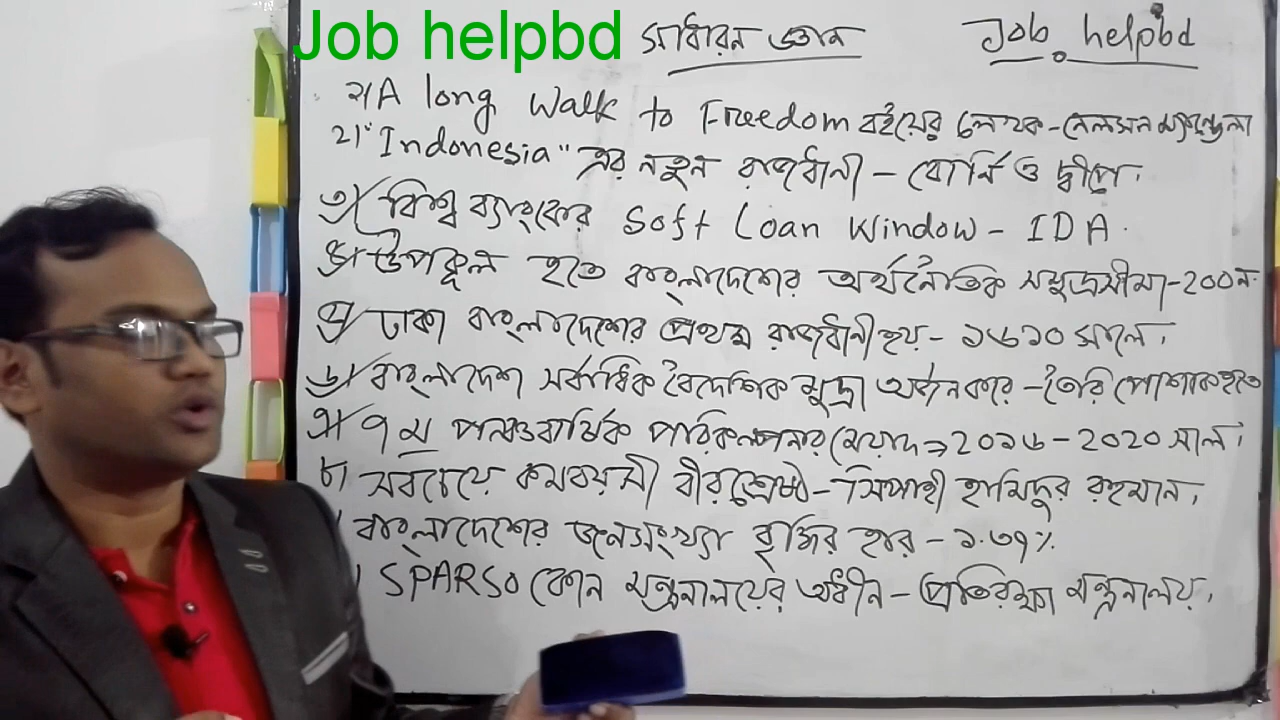 Job helpbd সাধারন জ্ঞান Job helpbd
১। A long Walk to Freedom বইয়ের লেখক - নেলসন ম্যান্ডেলা
২। "Indonesia" এর নতুন রাজধানী - বোর্নিও দ্বীপে।
৩। বিশ্ব ব্যাংকের Soft Loan Window - IDA.
৪। উপকূল হতে বাংলাদেশের অর্থনৈতিক সমুদ্রসীমা - ২০০ন.
৫। ঢাকা বাংলাদেশের প্রথম রাজধানী হয় - ১৬১০ সালে।
৬। বাংলাদেশ সর্বাধিক বৈদেশিক মুদ্রা অর্জন করে - তৈরি পোশাক হতে
৭। ৭ম পঞ্চবার্ষিক পরিকল্পনার মেয়াদ => ২০১৬ - ২০২০ সাল।
৮। সবচেয়ে কমবয়সী বীরশ্রেষ্ঠ - সিপাহী হামিদুর রহমান।
। বাংলাদেশের জনসংখ্যা বৃদ্ধির হার - ১.৩৭%
। SPARSO কোন মন্ত্রনালয়ের অধীন - প্রতিরক্ষা মন্ত্রনালয়।